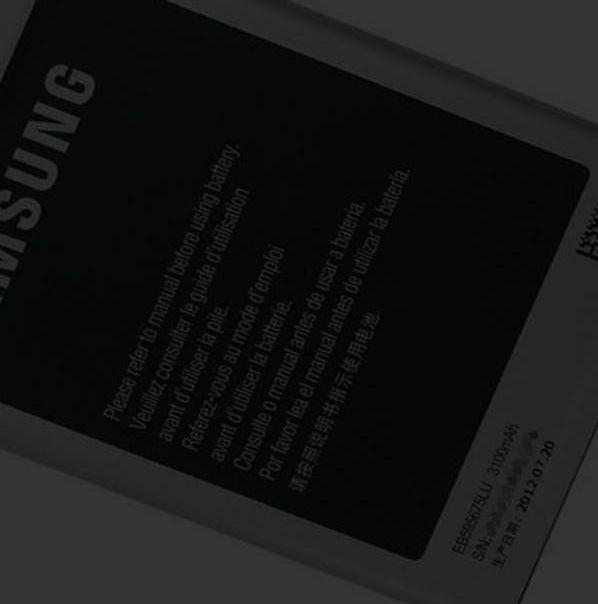 MSUNG
Please refer to manual before using battery.
Veuillez consulter le guide d'utilisation
avant d'utiliser la pile.
Referez-vous au mode d'emploi
avant d'utiliser la batterie.
Consulte o manual antes de usar a bateria.
Por favor lea el manual antes de utilizar la batería.
请按照说明书指示使用电池.
EB595675LU 3100mAh
S/N:
生产日期: 2012.07.20